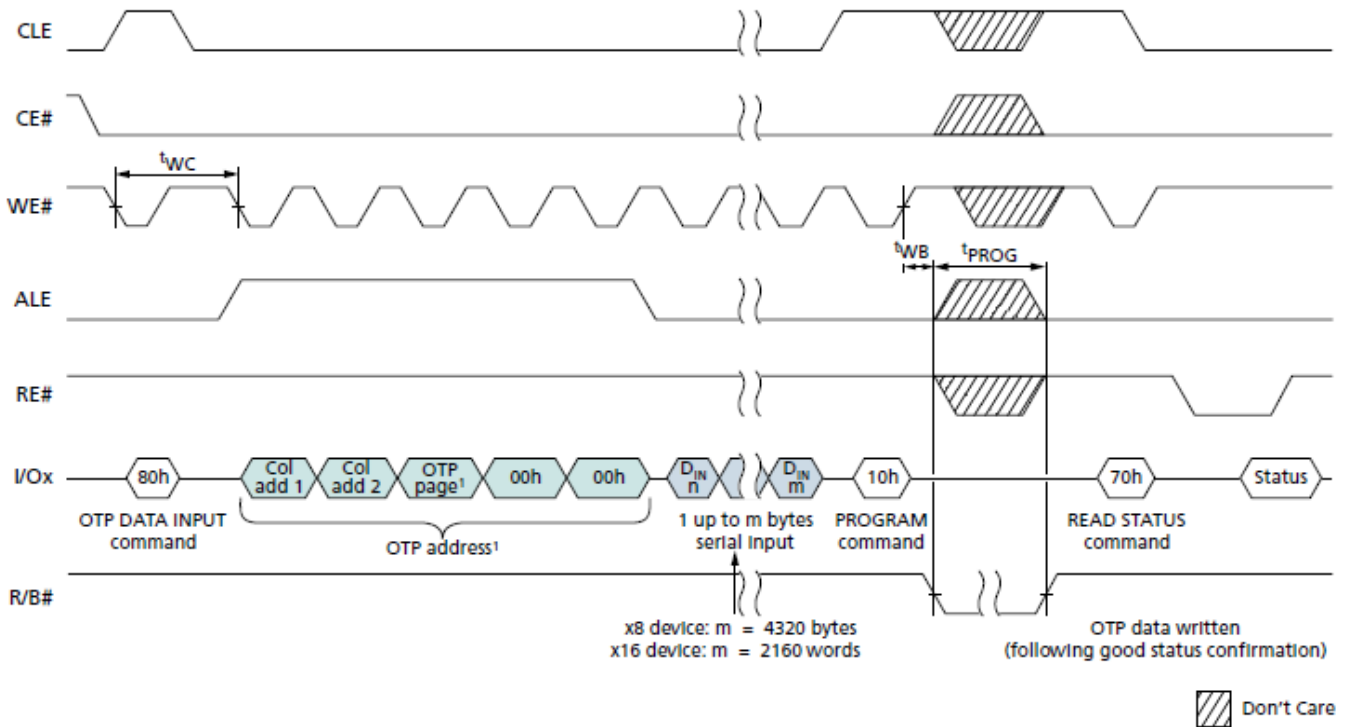 CLE
CE#
tWC
WE#
tWB
tPROG
ALE
RE#
I/Ox
80h
Col add 1
Col add 2
OTP page¹
00h
00h
DIN n
DIN m
10h
70h
Status
OTP DATA INPUT command
OTP address¹
1 up to m bytes serial input
PROGRAM command
READ STATUS command
R/B#
x8 device: m = 4320 bytes
x16 device: m = 2160 words
OTP data written
(following good status confirmation)
Don't Care